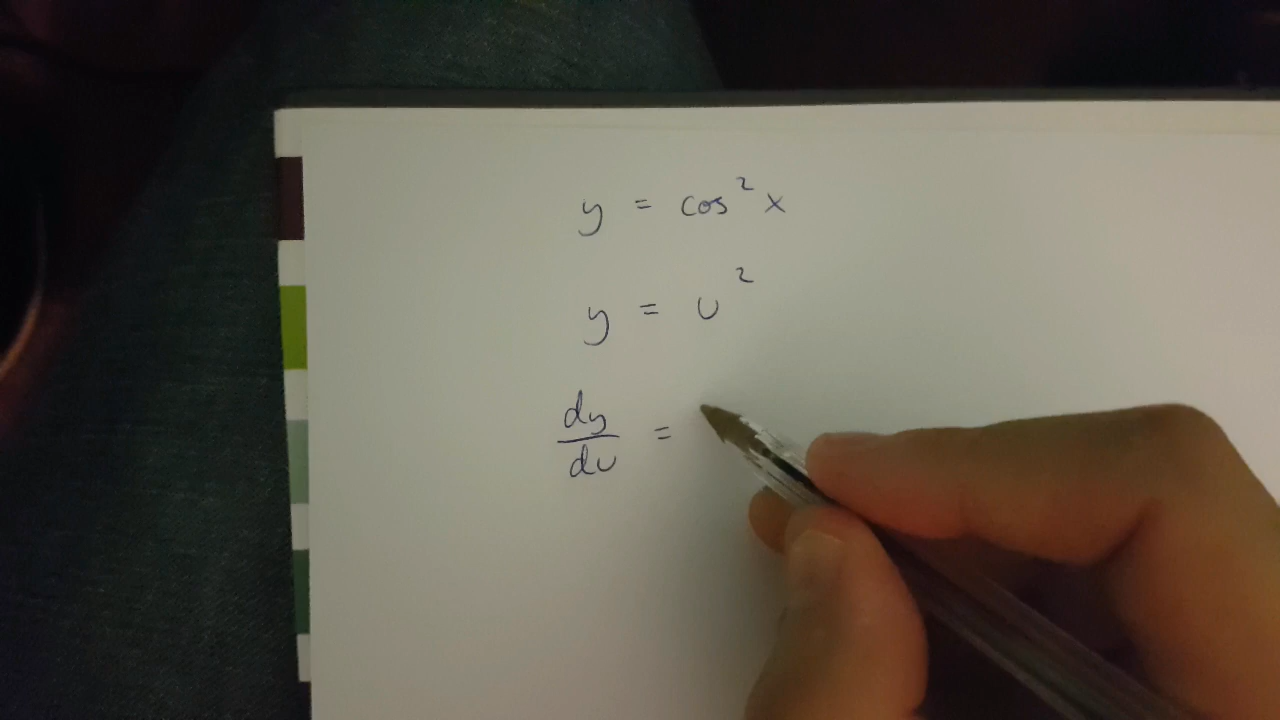 y = cos² x
y = u²
dy/du =